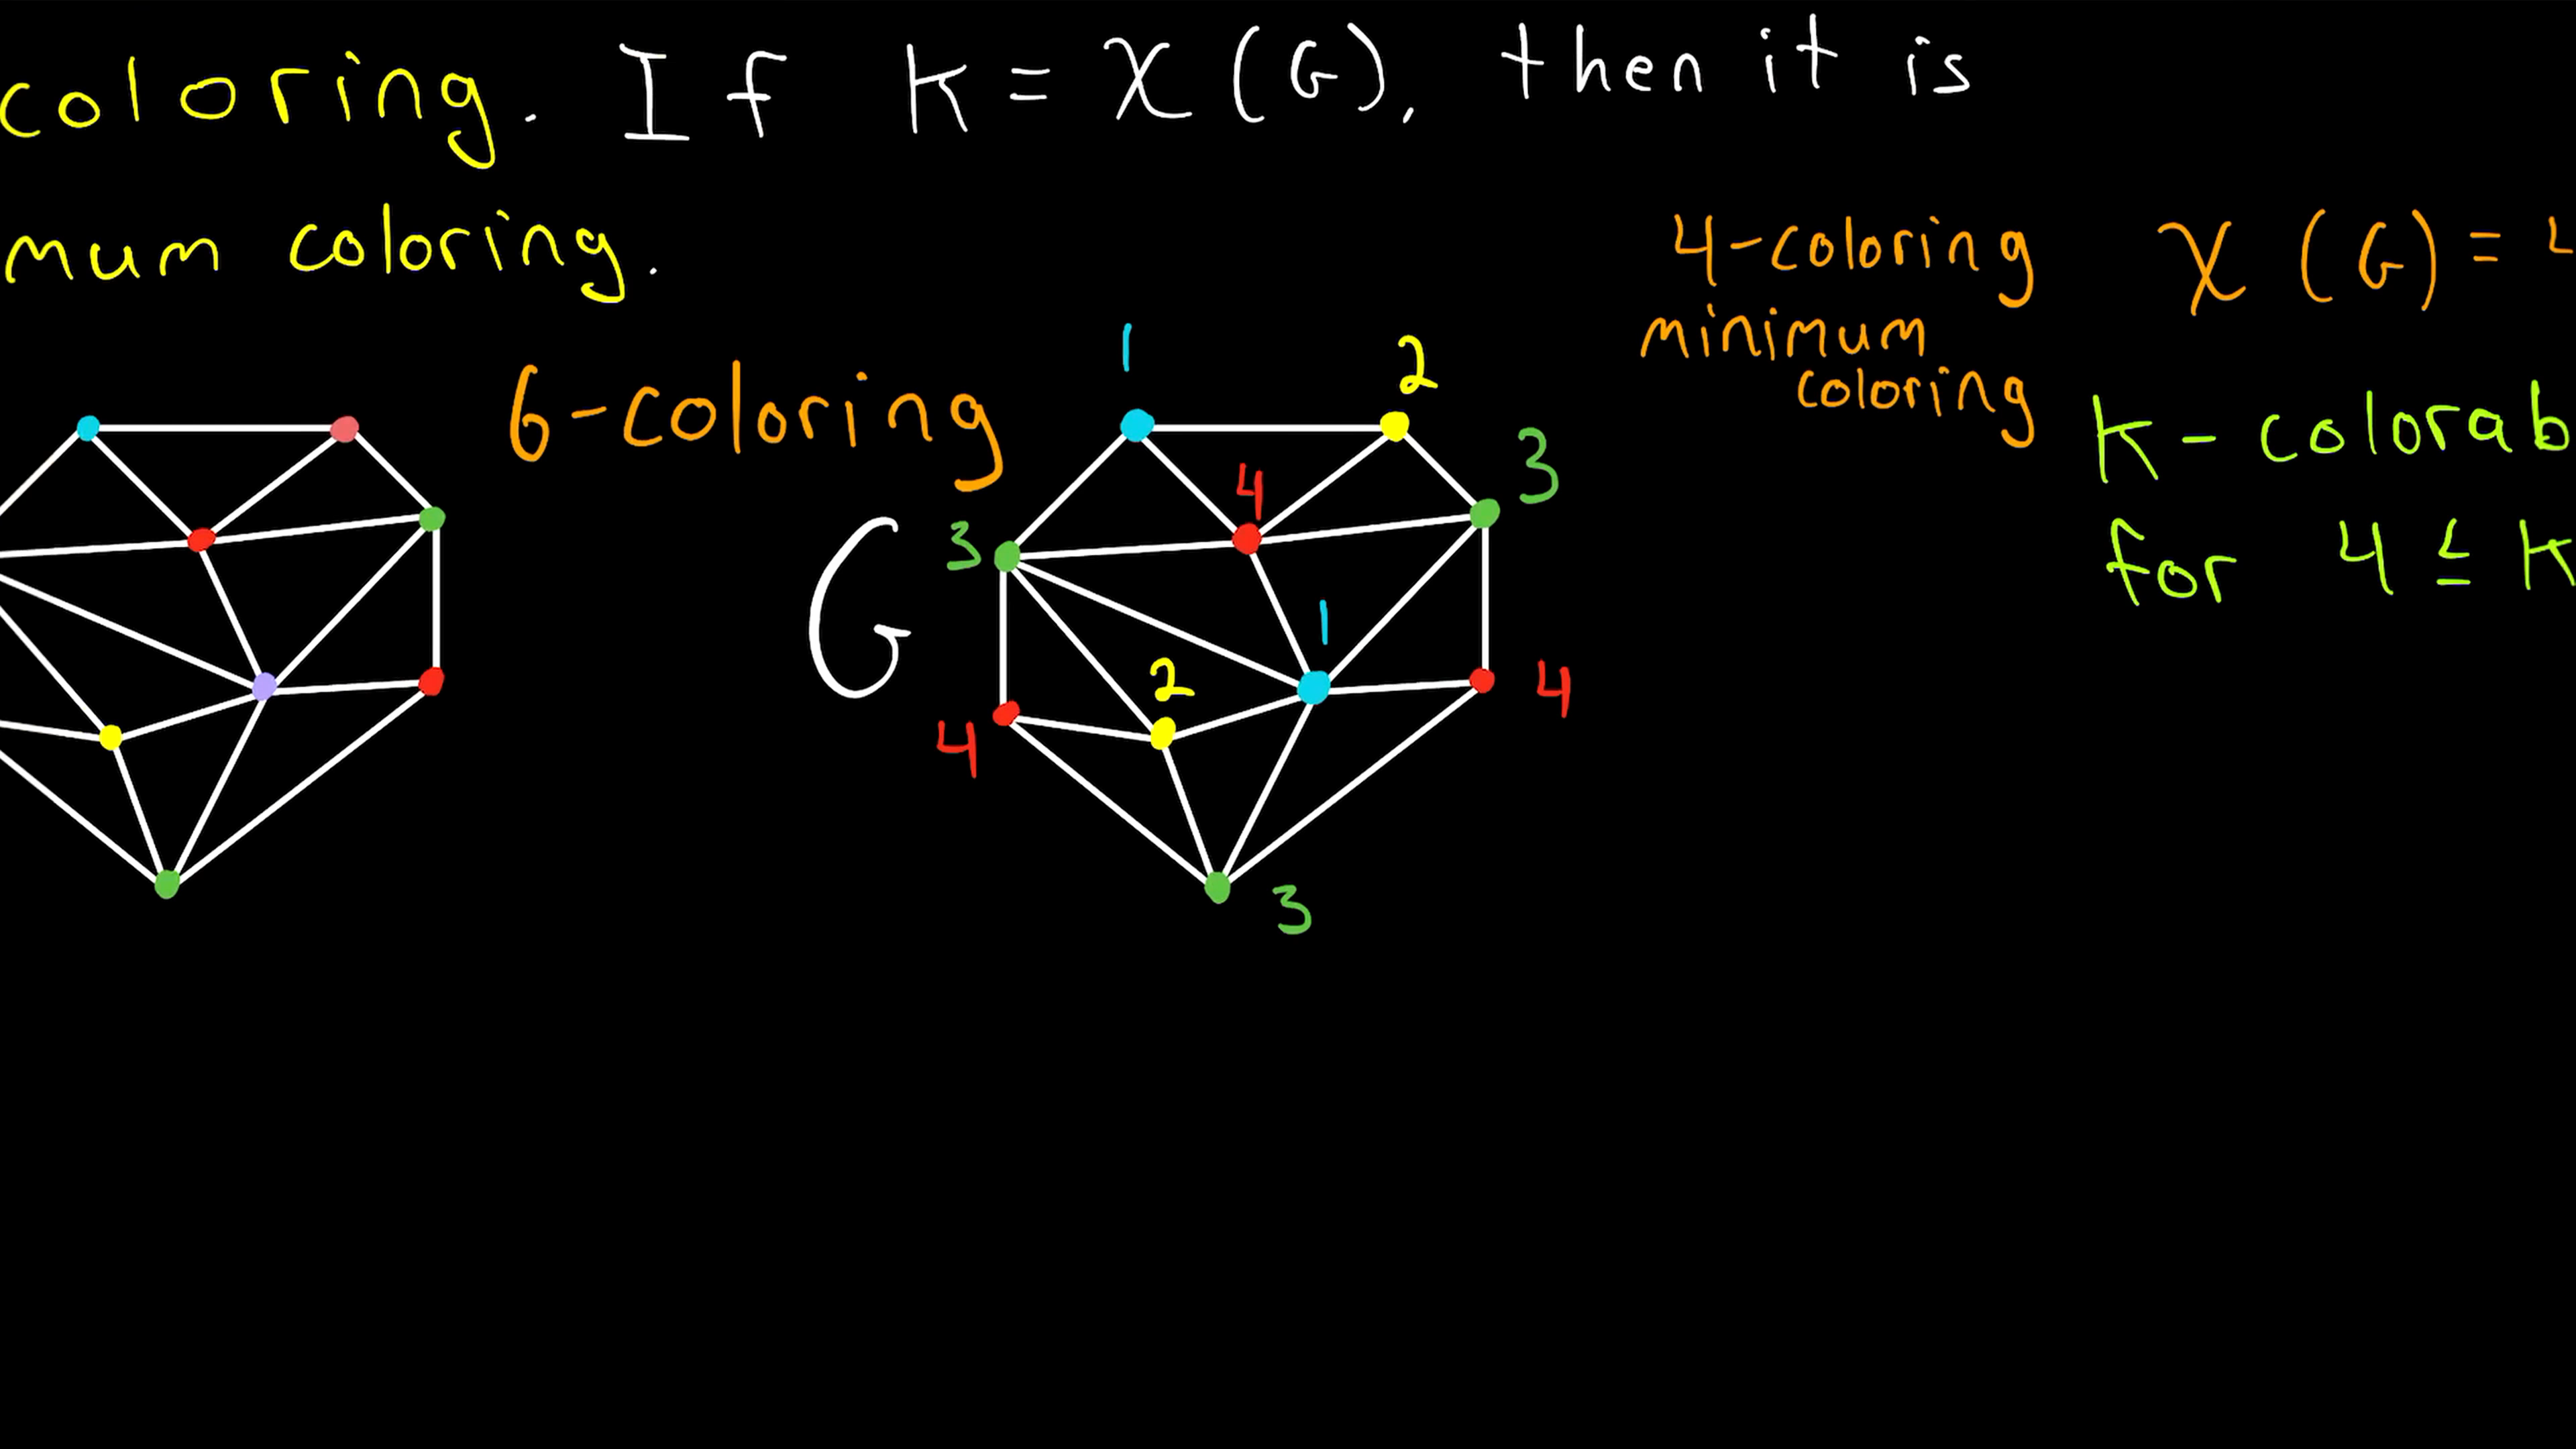 coloring. If k = χ(G), then it is
mum coloring.
4-coloring
minimum
coloring
χ(G) = 4
k-colorab
for 4 ≤ k
6-coloring
G
1
2
3
4
3
1
2
4
4
3